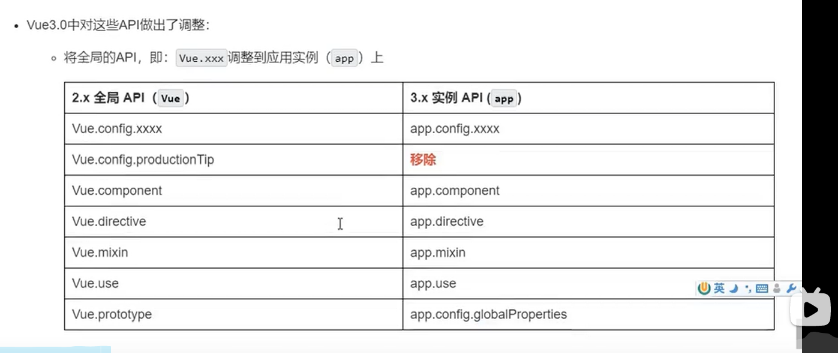 Vue3.0中对这些API做出了调整：
将全局的API，即：Vue.xxx调整到应用实例（app）上
2.x 全局 API（Vue）
3.x 实例 API (app)
Vue.config.xxxx
app.config.xxxx
Vue.config.productionTip
移除
Vue.component
app.component
Vue.directive
app.directive
Vue.mixin
app.mixin
Vue.use
app.use
Vue.prototype
app.config.globalProperties
英